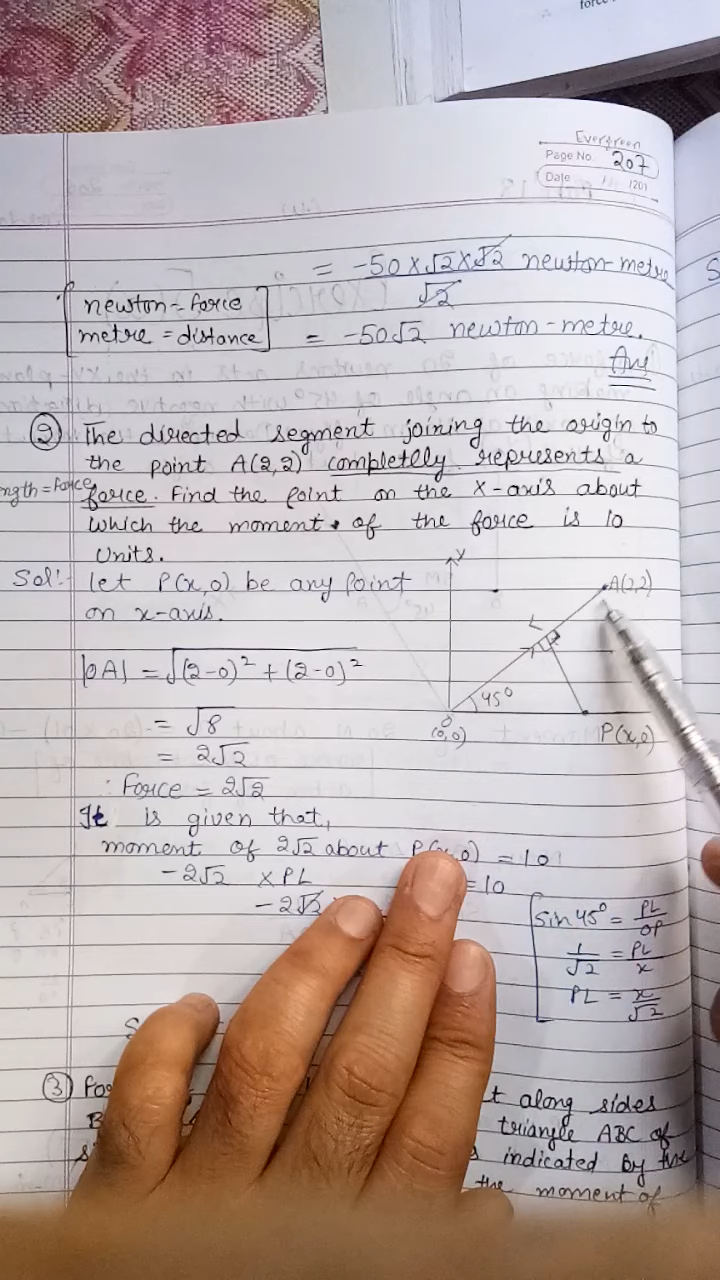 force
Evergreen
Page No. 207
Date / /201
= -50×√2×√2 newton-metre
√2
newton = force
metre = distance
= -50√2 newton-metre.
Ans
② The directed segment joining the origin to
the point A(2,2) completlly represents a
ngth = force force. Find the point on the X-axis about
which the moment of the force is 10
units.
Sol:- let P(x,0) be any point
on x-axis.
Y
A(2,2)
L
45°
O
(0,0)
P(x,0)
|OA| = √(2-0)² + (2-0)²
= √8
= 2√2
∴ Force = 2√2
It is given that,
moment of 2√2 about P(x,0) = 10
-2√2 × PL = 10
-2√2
sin 45° = PL/OP
1/√2 = PL/x
PL = x/√2
S
③ For
t along sides
B
triangle ABC of
s
indicated by the
the moment of